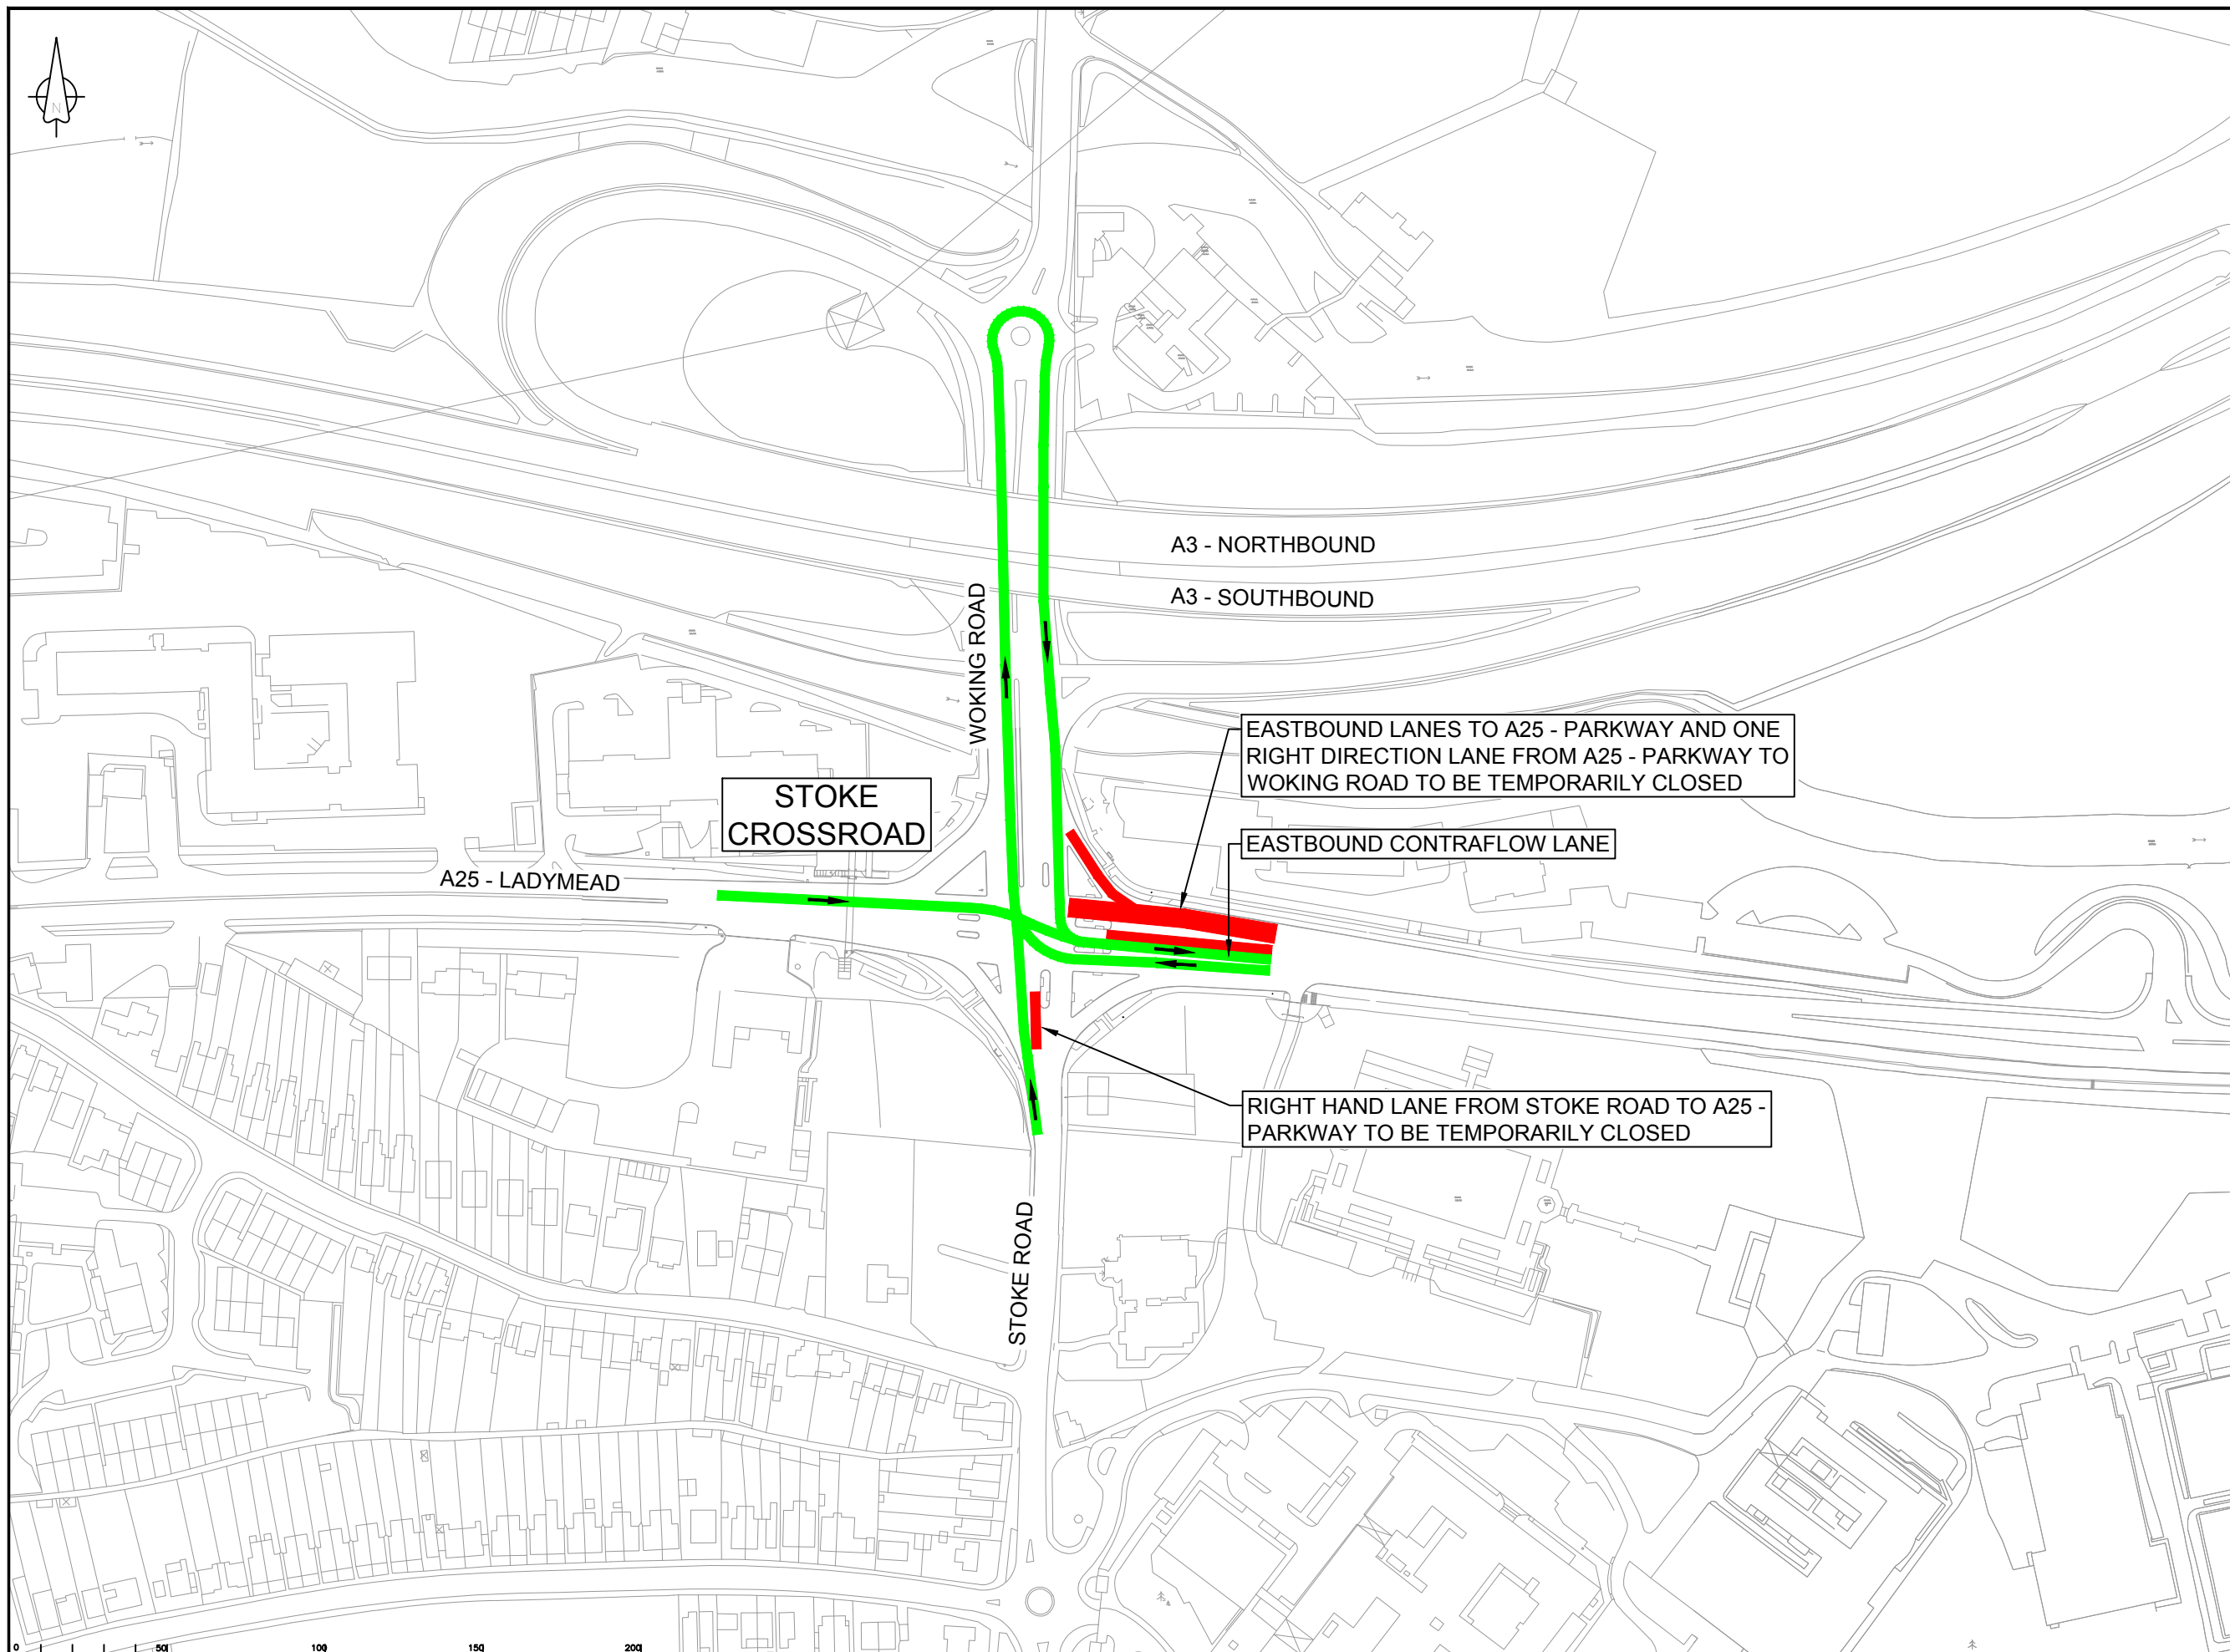 N
A3 - NORTHBOUND
A3 - SOUTHBOUND
WOKING ROAD
EASTBOUND LANES TO A25 - PARKWAY AND ONE
RIGHT DIRECTION LANE FROM A25 - PARKWAY TO
WOKING ROAD TO BE TEMPORARILY CLOSED
STOKE
CROSSROAD
EASTBOUND CONTRAFLOW LANE
A25 - LADYMEAD
RIGHT HAND LANE FROM STOKE ROAD TO A25 -
PARKWAY TO BE TEMPORARILY CLOSED
STOKE ROAD
0 50 100 150 200